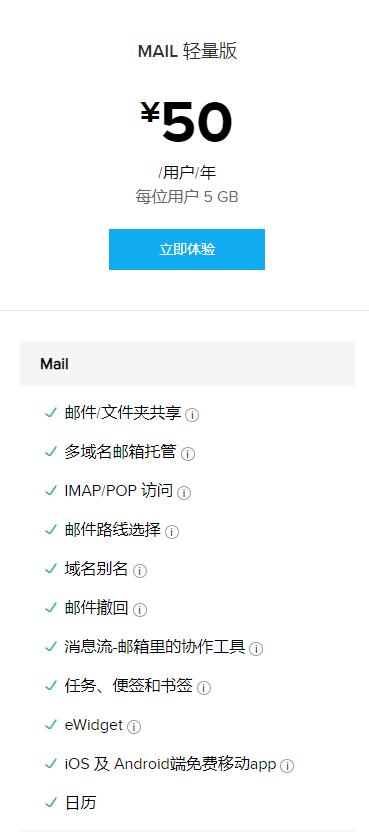 MAIL 轻量版
¥50
/用户/年
每位用户 5 GB
立即体验
Mail
邮件/文件夹共享
多域名邮箱托管
IMAP/POP 访问
邮件路线选择
域名别名
邮件撤回
消息流-邮箱里的协作工具
任务、便签和书签
eWidget
iOS 及 Android端免费移动app
日历